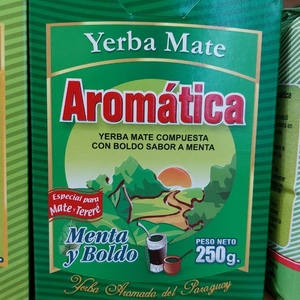 Yerba Mate
Aromática
YERBA MATE COMPUESTA
CON BOLDO SABOR A MENTA
Especial para
Mate - Tereré
Menta
y Boldo
PESO NETO
250g.
Yerba Aromada del Paraguay